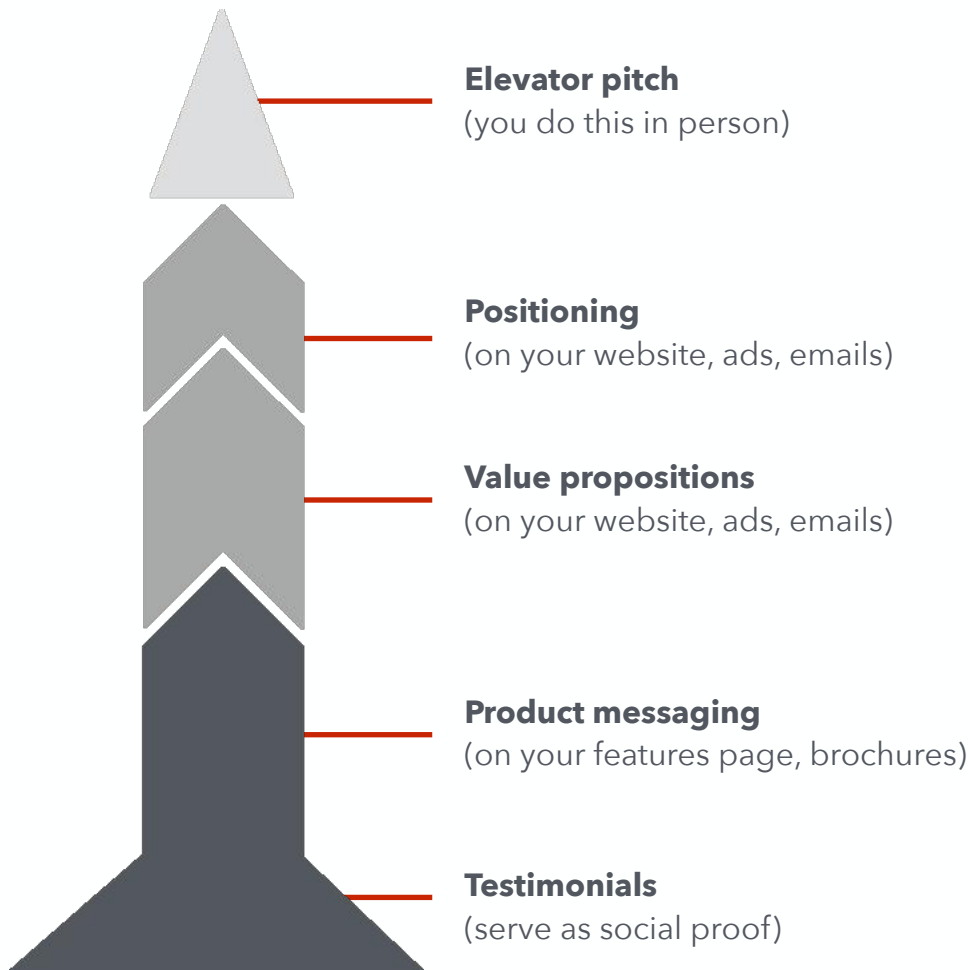 Elevator pitch
(you do this in person)
Positioning
(on your website, ads, emails)
Value propositions
(on your website, ads, emails)
Product messaging
(on your features page, brochures)
Testimonials
(serve as social proof)